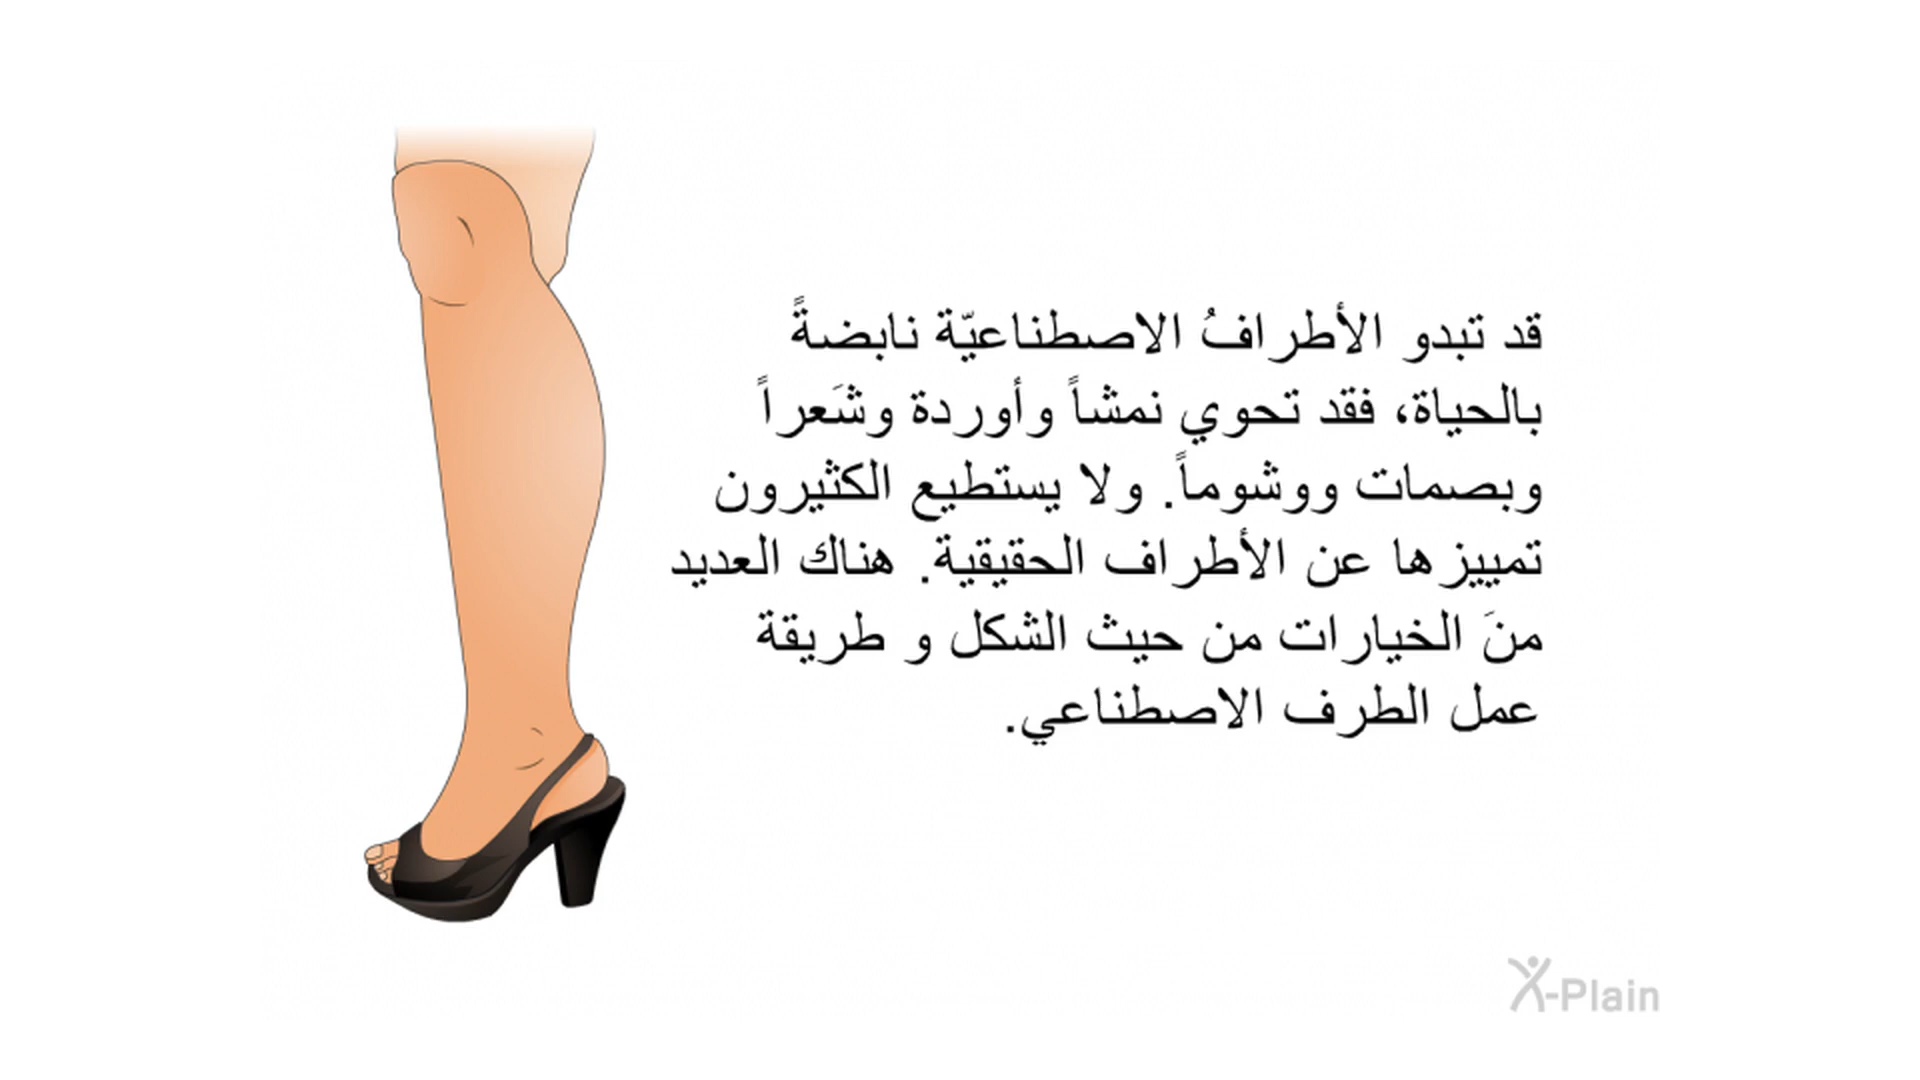 قد تبدو الأطرافُ الاصطناعيّة نابضةً
بالحياة، فقد تحوي نمشاً وأوردة وشَعراً
وبصمات ووشوماً. ولا يستطيع الكثيرون
تمييزها عن الأطراف الحقيقية. هناك العديد
منَ الخيارات من حيث الشكل و طريقة
عمل الطرف الاصطناعي.
X-Plain